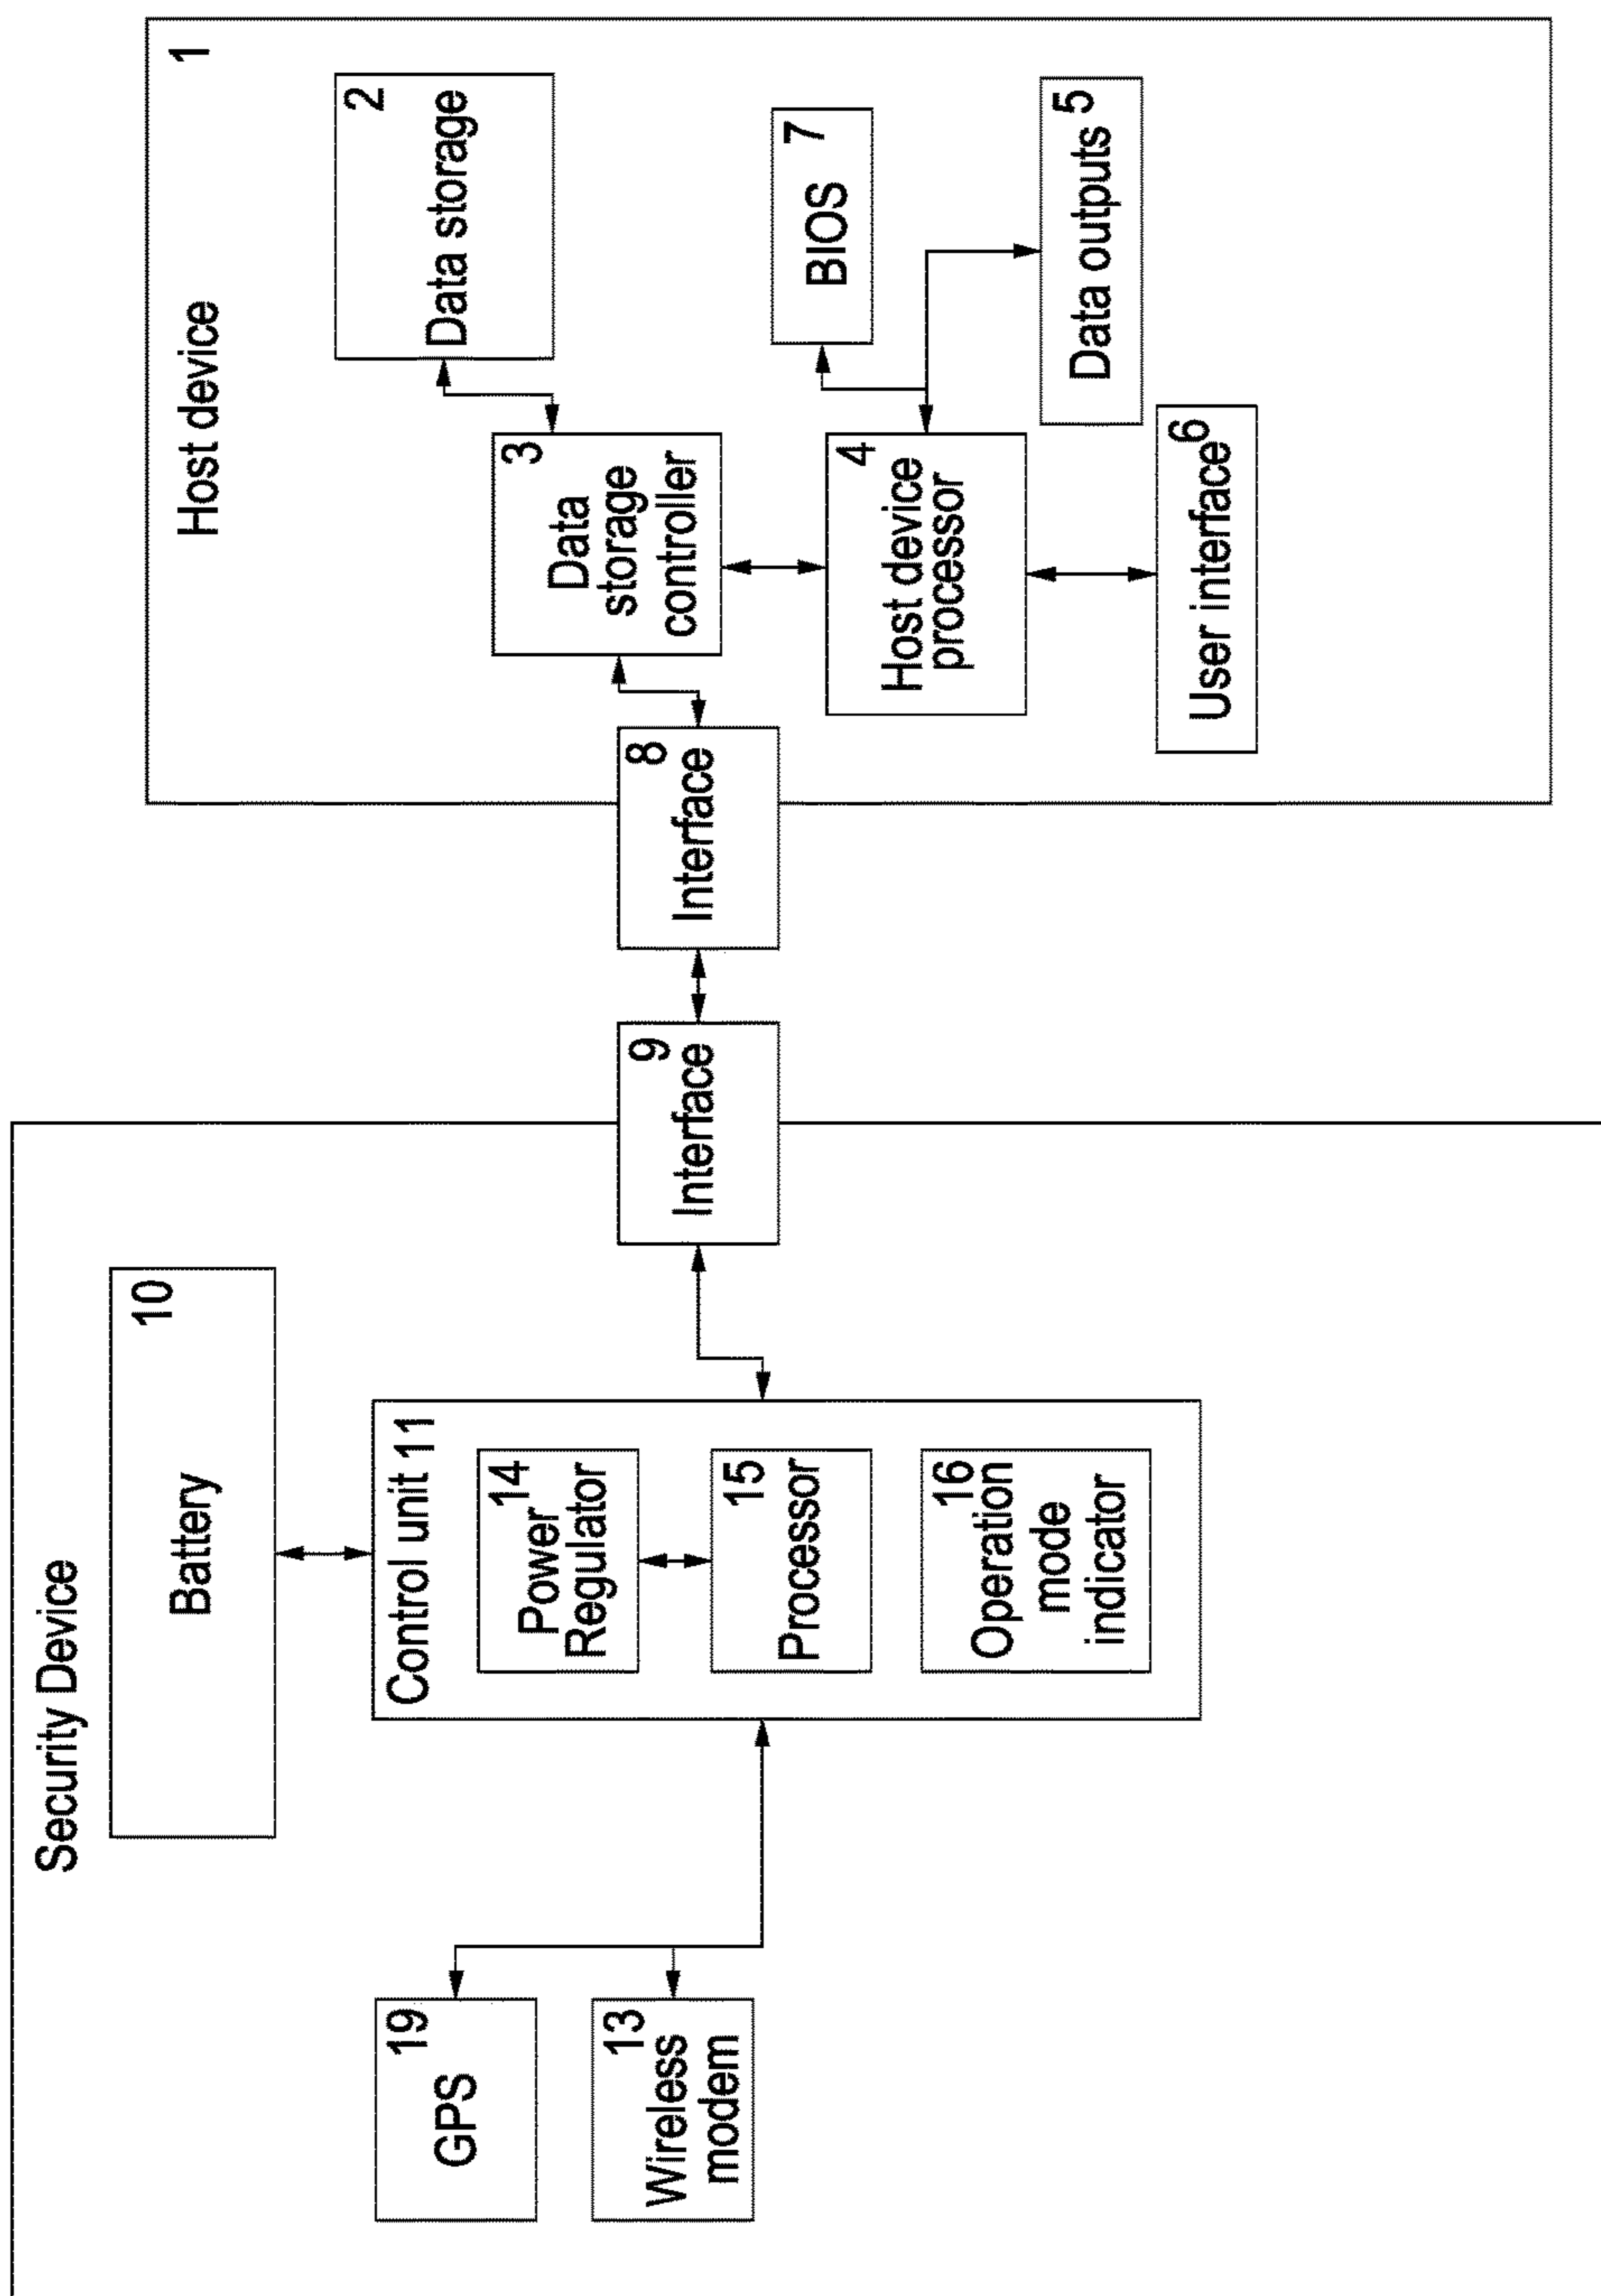 Security Device
Battery
10
Control unit 11
14
Power
Regulator
15
Processor
16
Operation
mode
indicator
19
GPS
13
Wireless
modem
9
Interface
8
Interface
Host device
1
2
Data storage
3
Data
storage
controller
4
Host device
processor
7
BIOS
Data outputs 5
User interface 6